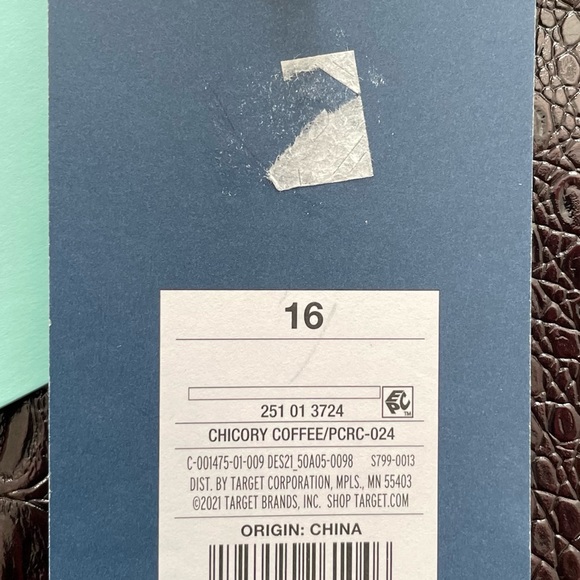 16
EPC™
251 01 3724
CHICORY COFFEE/PCRC-024
C-001475-01-009 DES21_50A05-0098 S799-0013
DIST. BY TARGET CORPORATION, MPLS., MN 55403
©2021 TARGET BRANDS, INC. SHOP TARGET.COM
ORIGIN: CHINA